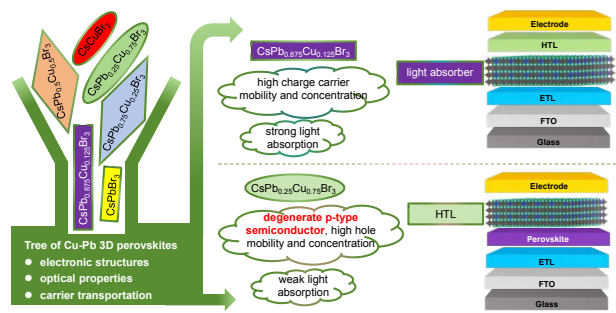 CsCuBr₃
CsPb₀.₅Cu₀.₅Br₃
CsPb₀.₂₅Cu₀.₇₅Br₃
CsPb₀.₇₅Cu₀.₂₅Br₃
CsPb₀.₈₇₅Cu₀.₁₂₅Br₃
CsPbBr₃
Tree of Cu-Pb 3D perovskites
● electronic structures
● optical properties
● carrier transportation
CsPb₀.₈₇₅Cu₀.₁₂₅Br₃
high charge carrier
mobility and concentration
strong light
absorption
light absorber
Electrode
HTL
ETL
FTO
Glass
CsPb₀.₂₅Cu₀.₇₅Br₃
degenerate p-type
semiconductor, high hole
mobility and concentration
weak light
absorption
HTL
Electrode
Perovskite
ETL
FTO
Glass